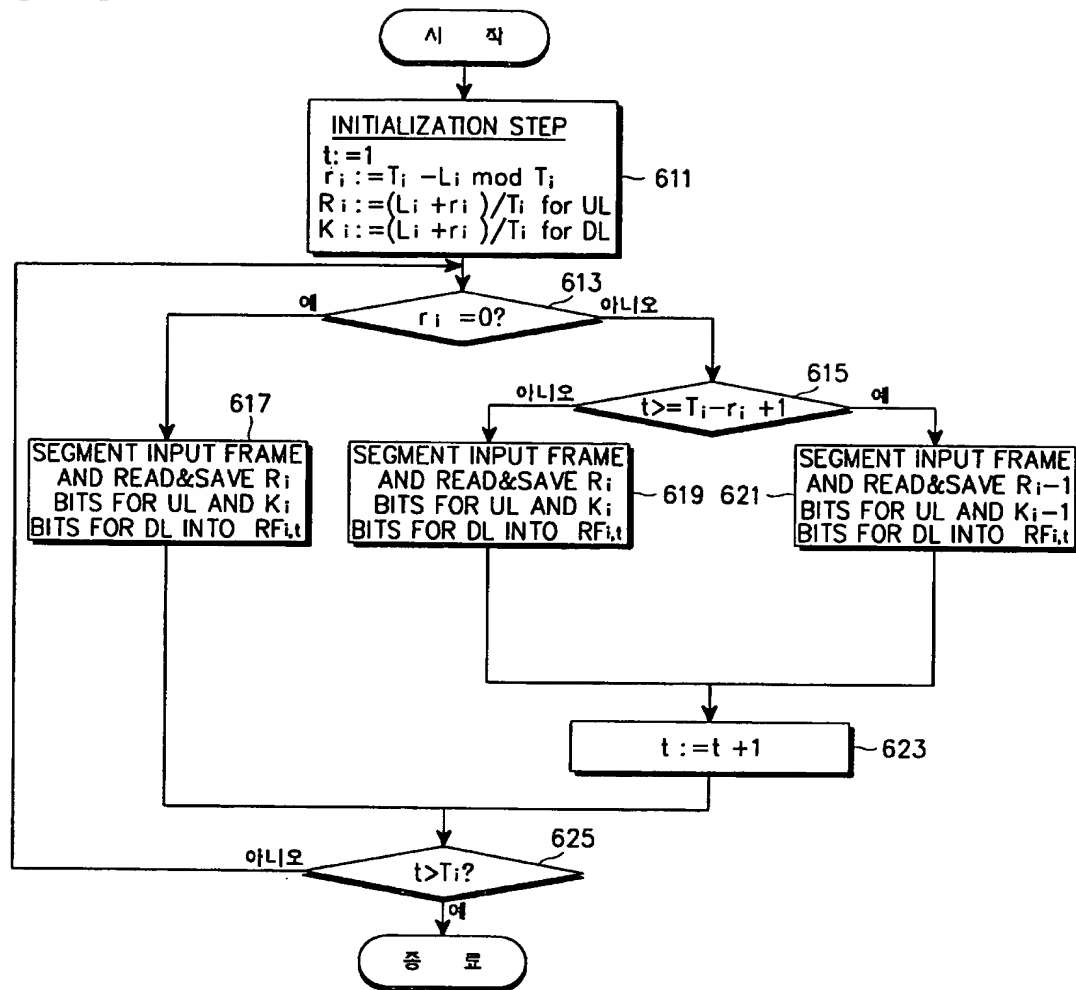 시 작
INITIALIZATION STEP
t:=1
ri:=Ti -Li mod Ti
Ri:=(Li +ri)/Ti for UL
Ki:=(Li +ri)/Ti for DL
611
613
예
ri =0?
아니오
615
아니오
t>=Ti-ri +1
예
617
SEGMENT INPUT FRAME
AND READ&SAVE Ri
BITS FOR UL AND Ki
BITS FOR DL INTO RFi,t
SEGMENT INPUT FRAME
AND READ&SAVE Ri
BITS FOR UL AND Ki
BITS FOR DL INTO RFi,t
619
621
SEGMENT INPUT FRAME
AND READ&SAVE Ri-1
BITS FOR UL AND Ki-1
BITS FOR DL INTO RFi,t
t:=t +1
623
625
아니오
t>Ti?
예
종 료